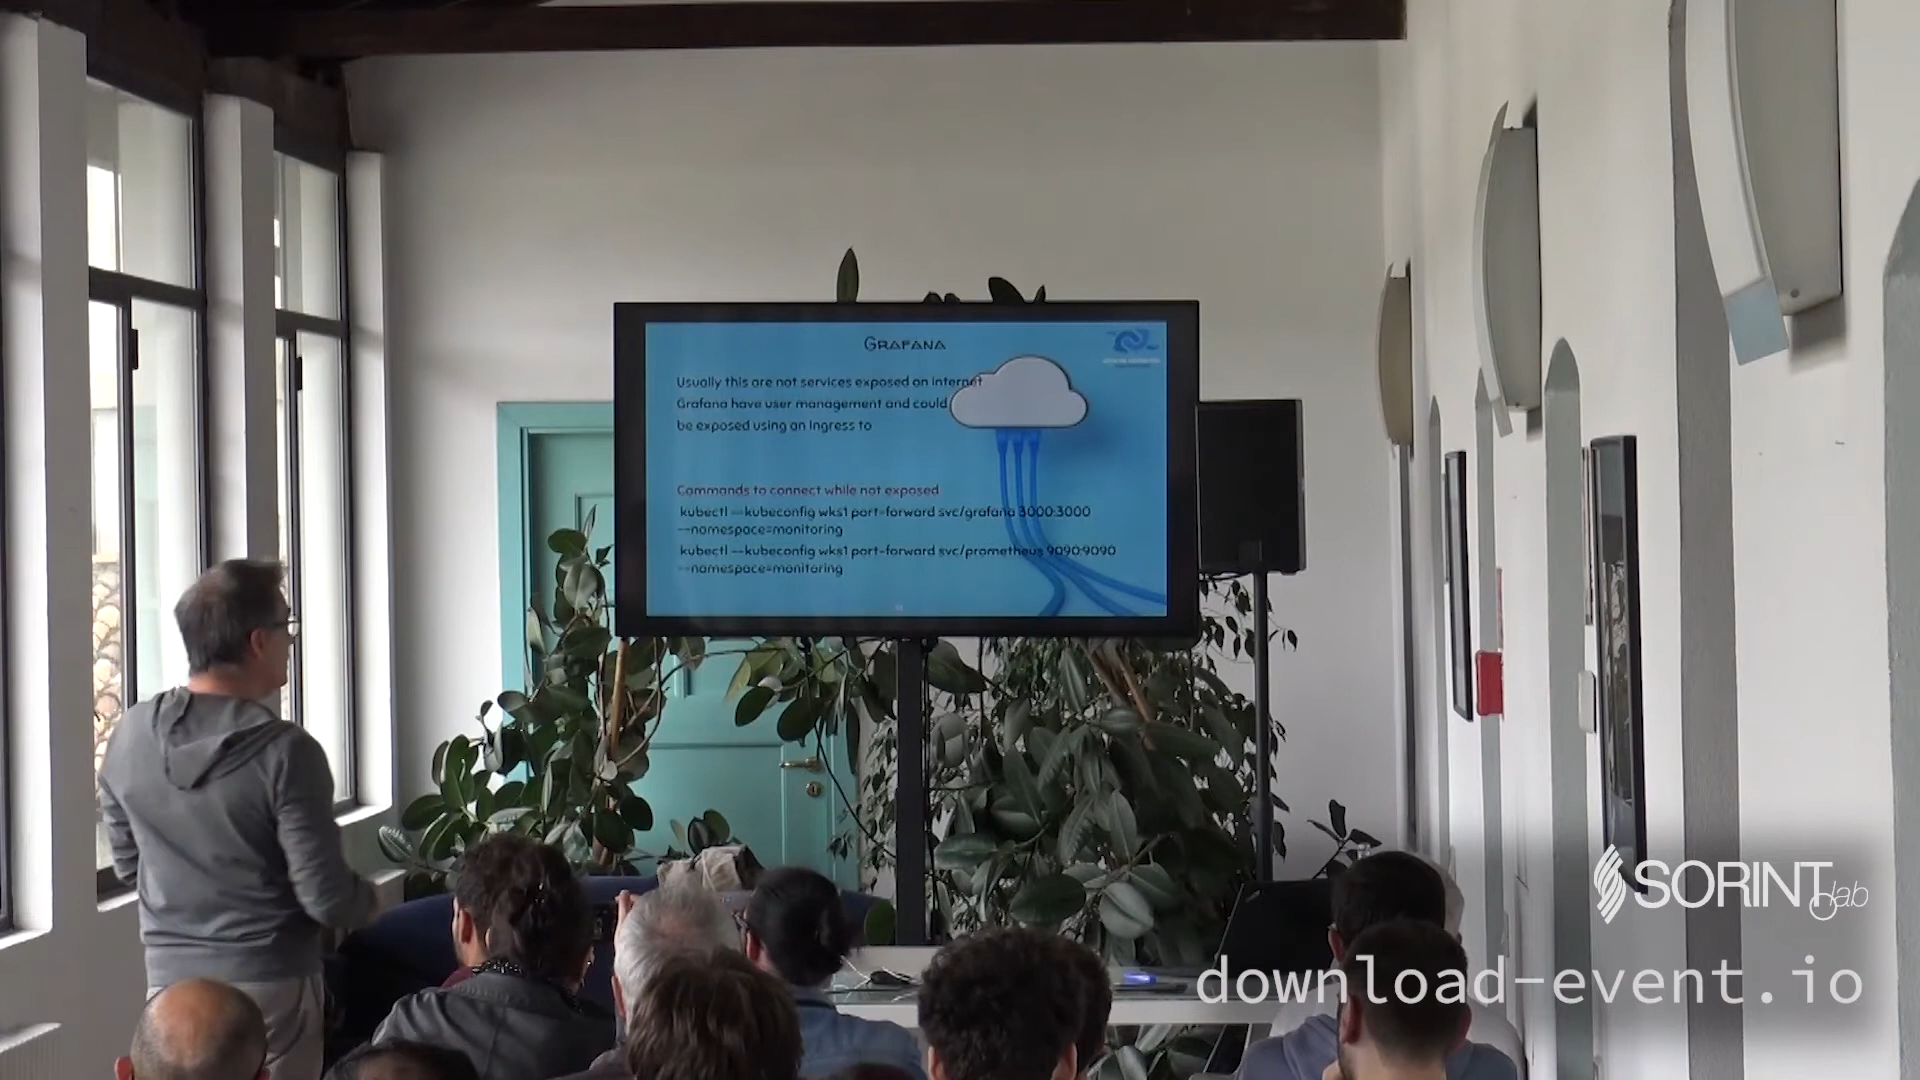 Grafana
Usually this are not services exposed on internet
Grafana have user management and could
be exposed using an Ingress to
Commands to connect while not exposed
kubectl --kubeconfig wks1 port-forward svc/grafana 3000:3000
--namespace=monitoring
kubectl --kubeconfig wks1 port-forward svc/prometheus 9090:9090
--namespace=monitoring
SORINTlab
download-event.io